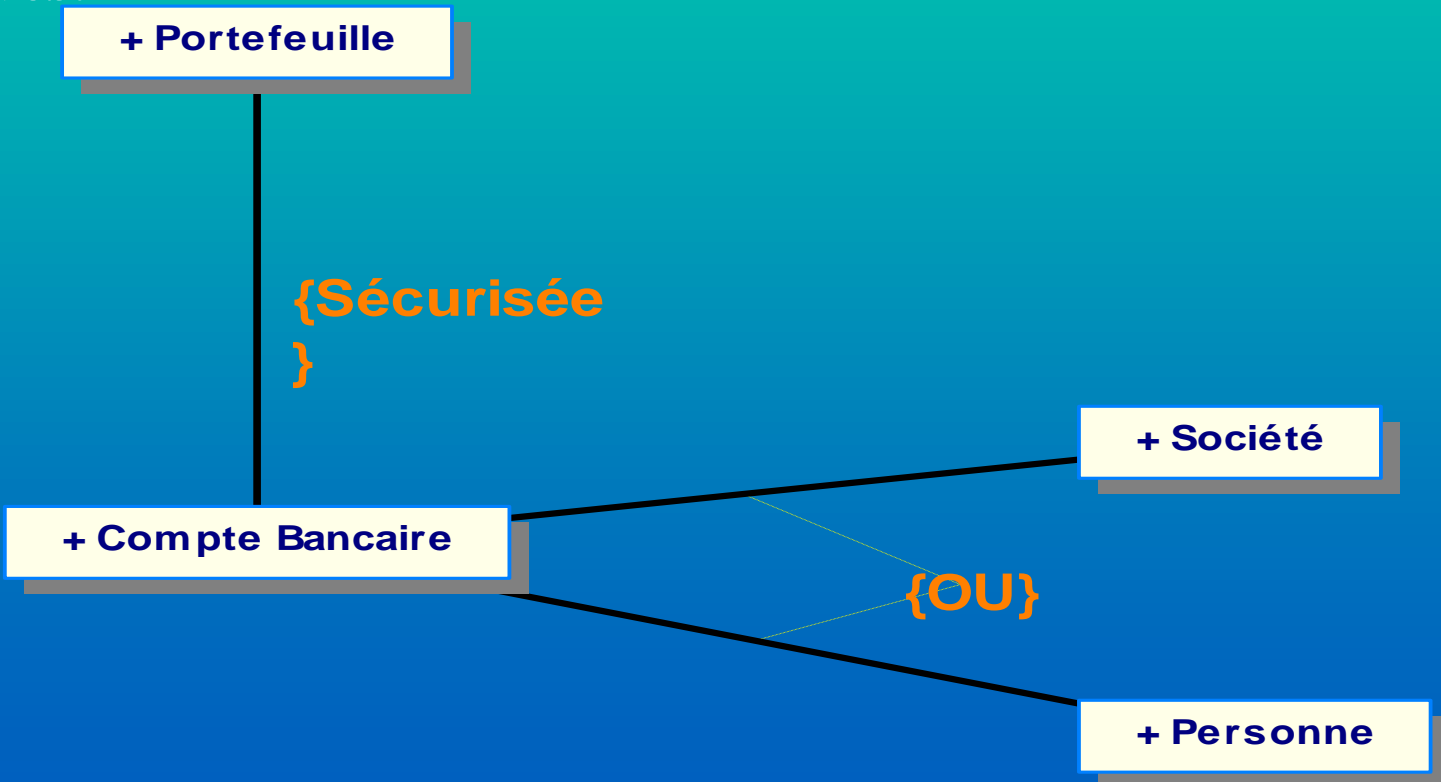 + Portefeuille
{Sécurisée
}
+ Société
+ Compte Bancaire
{OU}
+ Personne